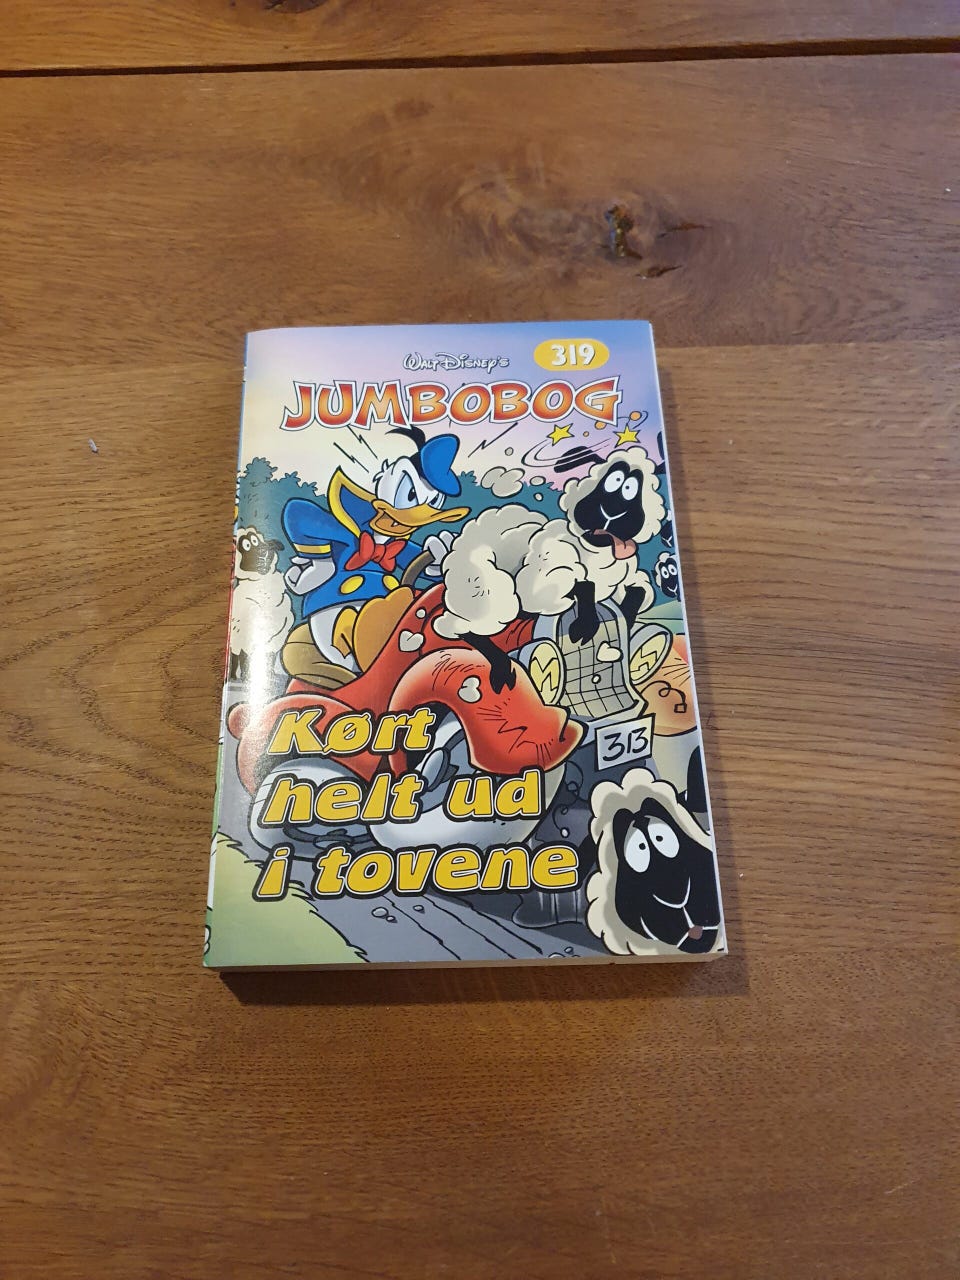 Walt Disney's
319
JUMBOBOG
313
Kørt
helt ud
i tovene